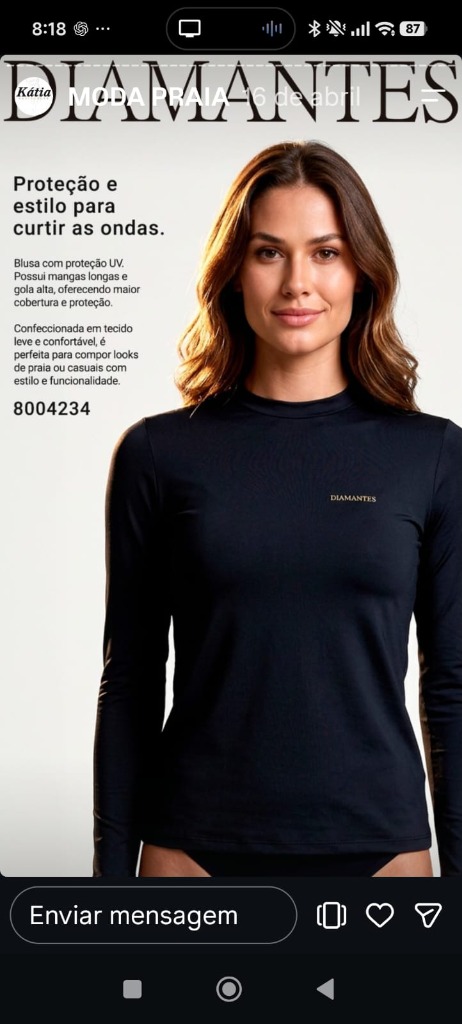 8:18
87
DIAMANTES
Kátia
MODA PRAIA 16 de abril
Proteção e
estilo para
curtir as ondas.
Blusa com proteção UV.
Possui mangas longas e
gola alta, oferecendo maior
cobertura e proteção.
Confeccionada em tecido
leve e confortável, é
perfeita para compor looks
de praia ou casuais com
estilo e funcionalidade.
8004234
DIAMANTES
Enviar mensagem